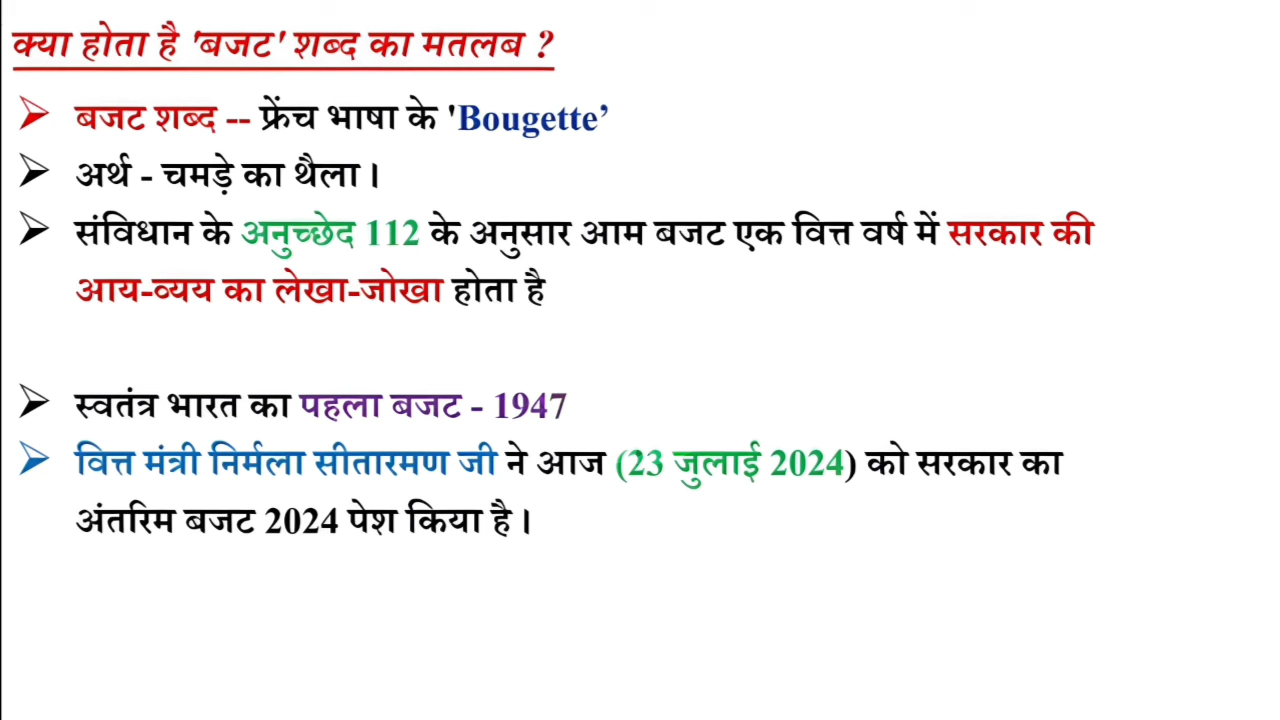 क्या होता है 'बजट' शब्द का मतलब ?
बजट शब्द -- फ्रेंच भाषा के 'Bougette’
अर्थ - चमड़े का थैला।
संविधान के अनुच्छेद 112 के अनुसार आम बजट एक वित्त वर्ष में सरकार की
आय-व्यय का लेखा-जोखा होता है
स्वतंत्र भारत का पहला बजट - 1947
वित्त मंत्री निर्मला सीतारमण जी ने आज (23 जुलाई 2024) को सरकार का
अंतरिम बजट 2024 पेश किया है।